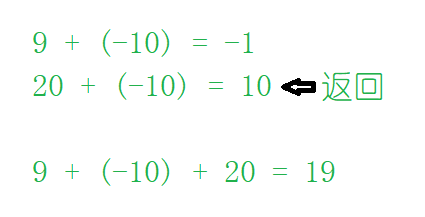 9 + (-10) = -1
20 + (-10) = 10 返回
9 + (-10) + 20 = 19